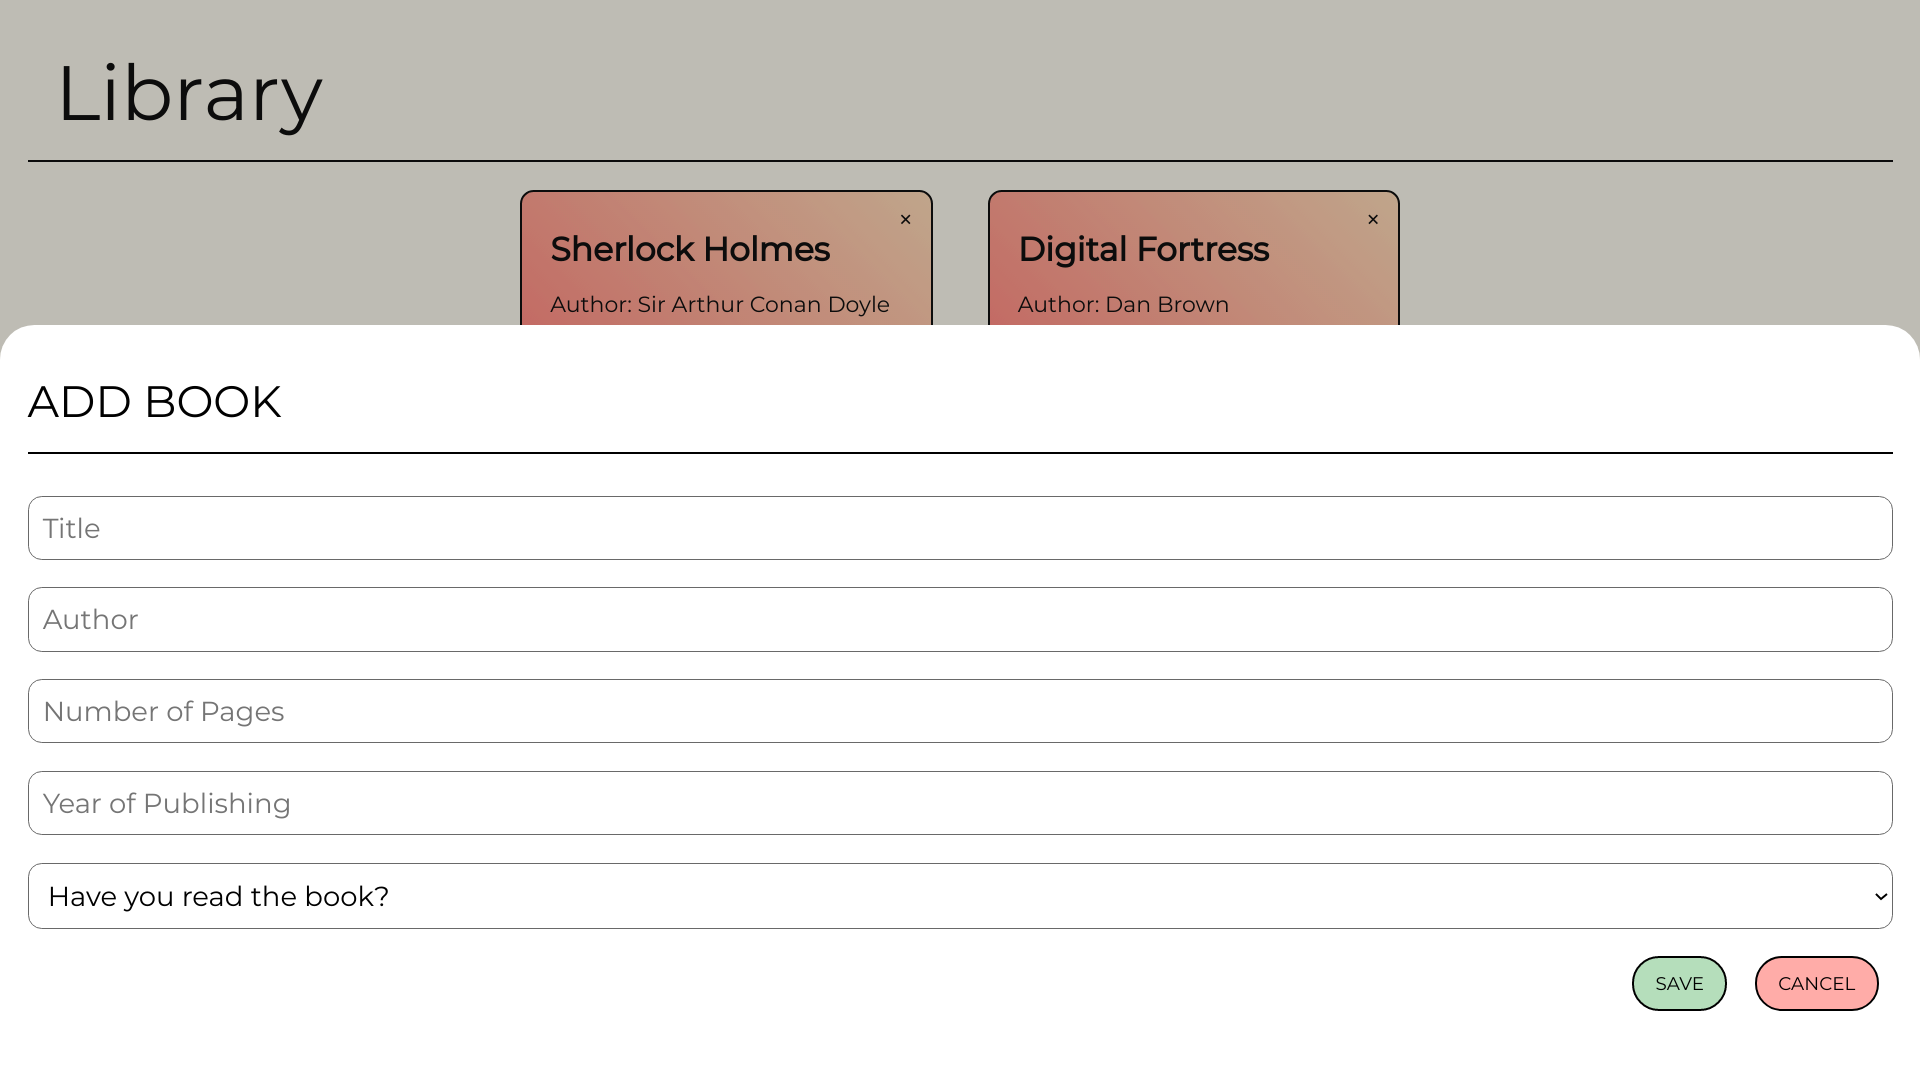 Library
×
×
Sherlock Holmes
Digital Fortress
Author: Sir Arthur Conan Doyle
Author: Dan Brown
ADD BOOK
Title
Author
Number of Pages
Year of Publishing
Have you read the book?
SAVE
CANCEL